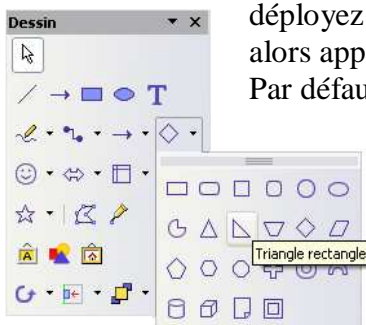 Dessin
déployez
alors app
Par défau
T
A
Triangle rectangle